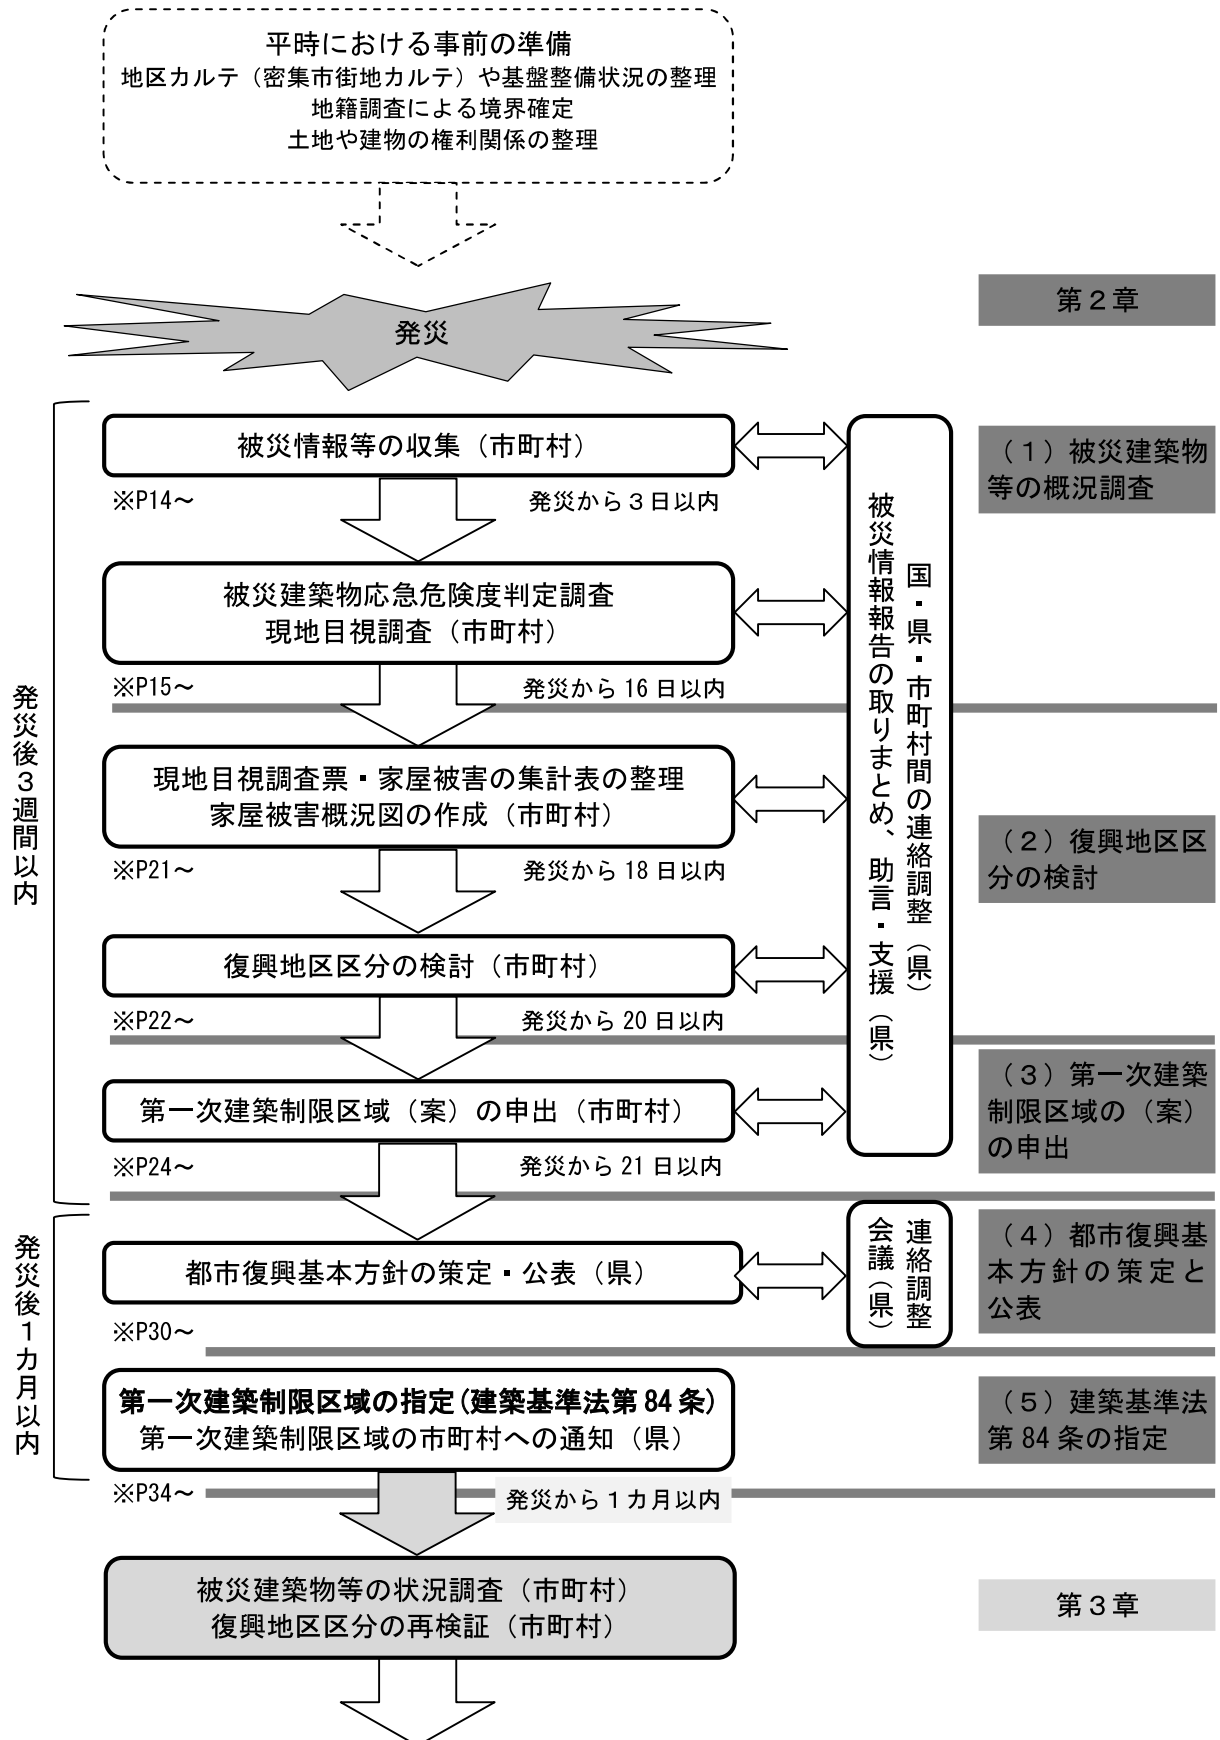 平時における事前の準備
地区カルテ（密集市街地カルテ）や基盤整備状況の整理
地籍調査による境界確定
土地や建物の権利関係の整理
第２章
発災
発災後３週間以内
被災情報等の収集（市町村）
※P14～
発災から３日以内
（１）被災建築物
等の概況調査
国・県・市町村間の連絡調整（県）
被災情報報告の取りまとめ、助言・支援（県）
被災建築物応急危険度判定調査
現地目視調査（市町村）
※P15～
発災から 16 日以内
現地目視調査票・家屋被害の集計表の整理
家屋被害概況図の作成（市町村）
※P21～
発災から 18 日以内
（２）復興地区区
分の検討
復興地区区分の検討（市町村）
※P22～
発災から 20 日以内
第一次建築制限区域（案）の申出（市町村）
※P24～
発災から 21 日以内
（３）第一次建築
制限区域の（案）
の申出
発災後１カ月以内
都市復興基本方針の策定・公表（県）
※P30～
連絡調整
会議（県）
（４）都市復興基
本方針の策定と
公表
第一次建築制限区域の指定(建築基準法第 84 条)
第一次建築制限区域の市町村への通知（県）
※P34～
発災から１カ月以内
（５）建築基準法
第 84 条の指定
被災建築物等の状況調査（市町村）
復興地区区分の再検証（市町村）
第３章